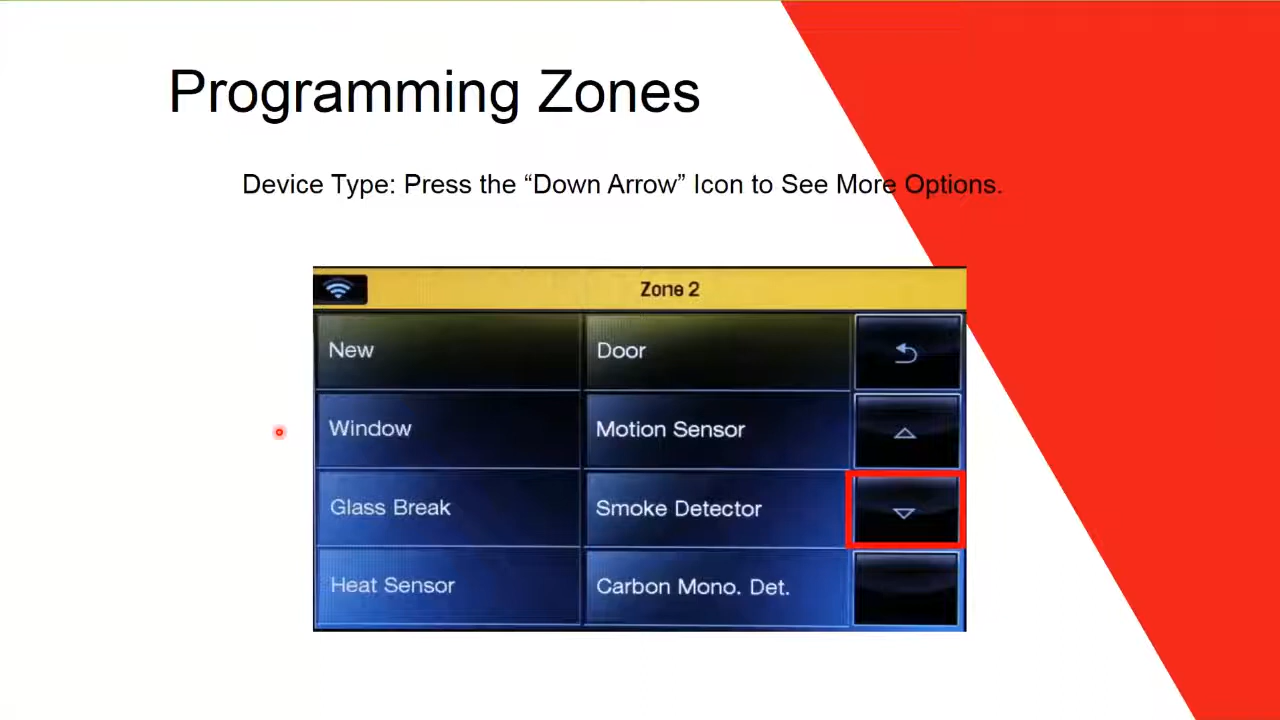 Programming Zones
Device Type: Press the “Down Arrow” Icon to See More Options.
Zone 2
New
Door
Window
Motion Sensor
Glass Break
Smoke Detector
Heat Sensor
Carbon Mono. Det.